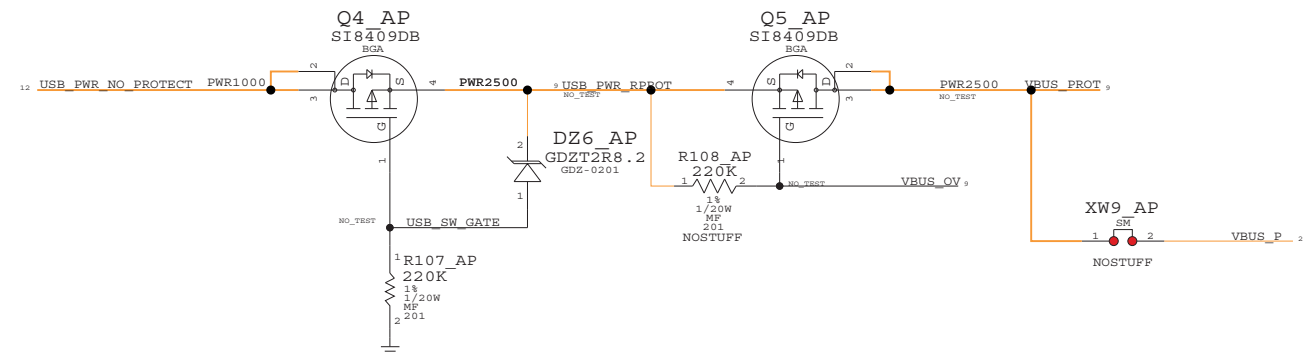 Q4_AP
SI8409DB
BGA
Q5_AP
SI8409DB
BGA
12 USB_PWR_NO_PROTECT PWR1000
2
3
D
S
G
4
1
PWR2500
9 USB_PWR_RPROT
NO_TEST
4
S
D
G
2
3
1
PWR2500
NO_TEST
VBUS_PROT 9
2
DZ6_AP
GDZT2R8.2
GDZ-0201
1
R108_AP
220K
1
2
1%
1/20W
MF
201
NOSTUFF
NO_TEST
VBUS_OV 9
NO_TEST
USB_SW_GATE
XW9_AP
SM
1
2
NOSTUFF
VBUS_P 2
1
R107_AP
220K
1%
1/20W
MF
201
2